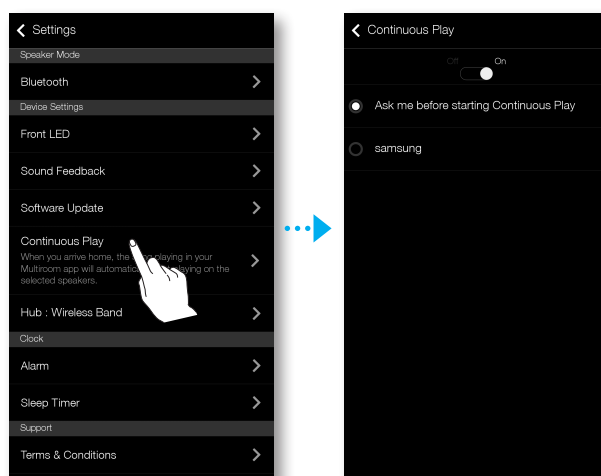 Settings
Speaker Mode
Bluetooth
Device Settings
Front LED
Sound Feedback
Software Update
Continuous Play
When you arrive home, the playing in your
Multiroom app will playing on the
selected speakers.
Hub : Wireless Band
Clock
Alarm
Sleep Timer
Support
Terms & Conditions
Continuous Play
Off On
Ask me before starting Continuous Play
samsung